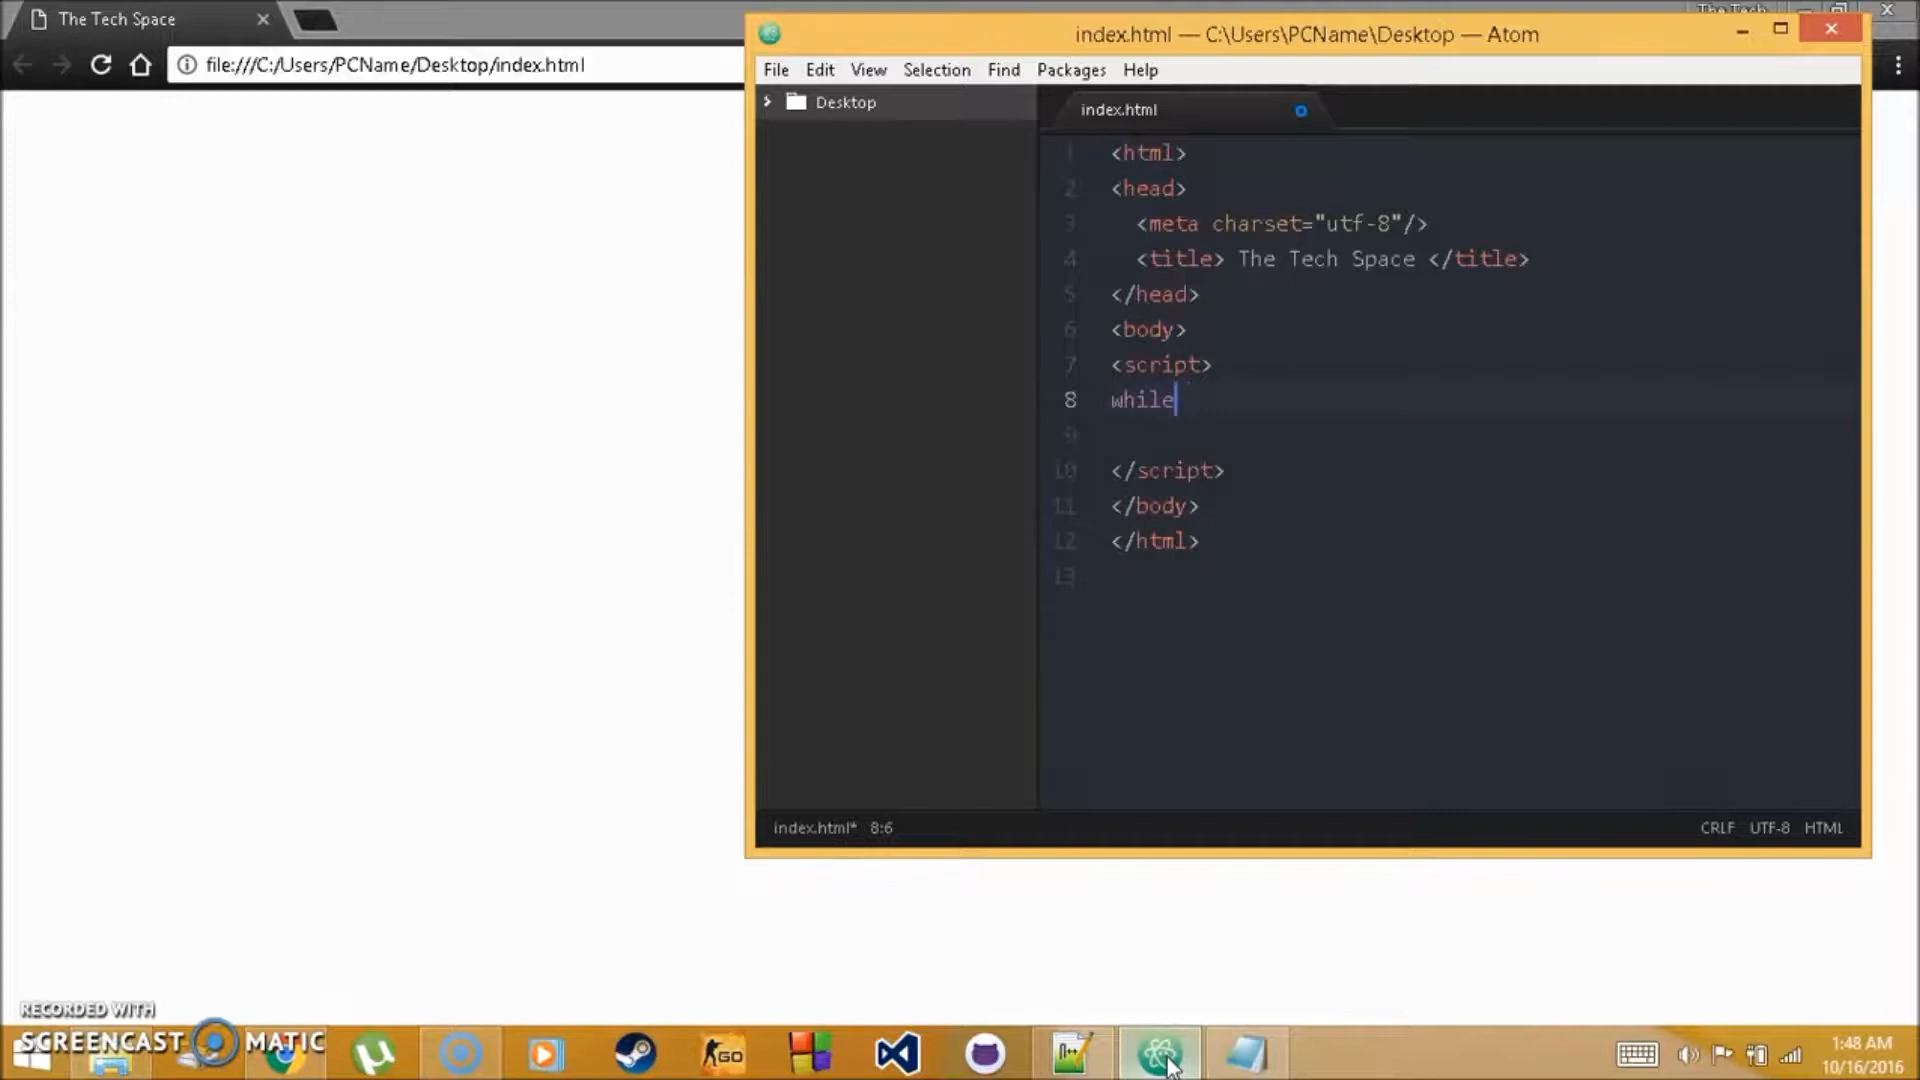 The Tech Space
The Tech
file:///C:/Users/PCName/Desktop/index.html
index.html — C:\Users\PCName\Desktop — Atom
File Edit View Selection Find Packages Help
Desktop
index.html
1 <html>
2 <head>
3 <meta charset="utf-8"/>
4 <title> The Tech Space </title>
5 </head>
6 <body>
7 <script>
8 while
9
10 </script>
11 </body>
12 </html>
13
index.html* 8:6 CRLF UTF-8 HTML
RECORDED WITH
SCREENCAST MATIC
GO
n++
1:48 AM
10/16/2016